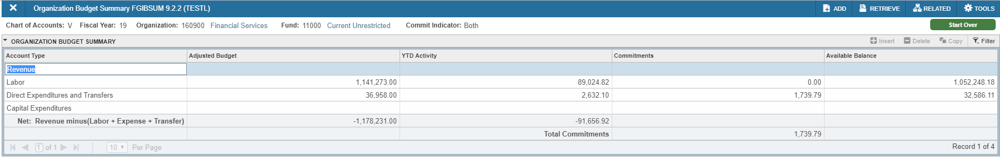 Organization Budget Summary FGIBSUM 9.2.2 (TESTL) ADD RETRIEVE RELATED TOOLS
Chart of Accounts: V Fiscal Year: 19 Organization: 160900 Financial Services Fund: 11000 Current Unrestricted Commit Indicator: Both Start Over
ORGANIZATION BUDGET SUMMARY Insert Delete Copy Filter
Account Type Adjusted Budget YTD Activity Commitments Available Balance
Revenue
Labor 1,141,273.00 89,024.82 0.00 1,052,248.18
Direct Expenditures and Transfers 36,958.00 2,632.10 1,739.79 32,586.11
Capital Expenditures
Net: Revenue minus(Labor + Expense + Transfer) -1,178,231.00 -91,656.92
Total Commitments 1,739.79
1 of 1 10 Per Page Record 1 of 4